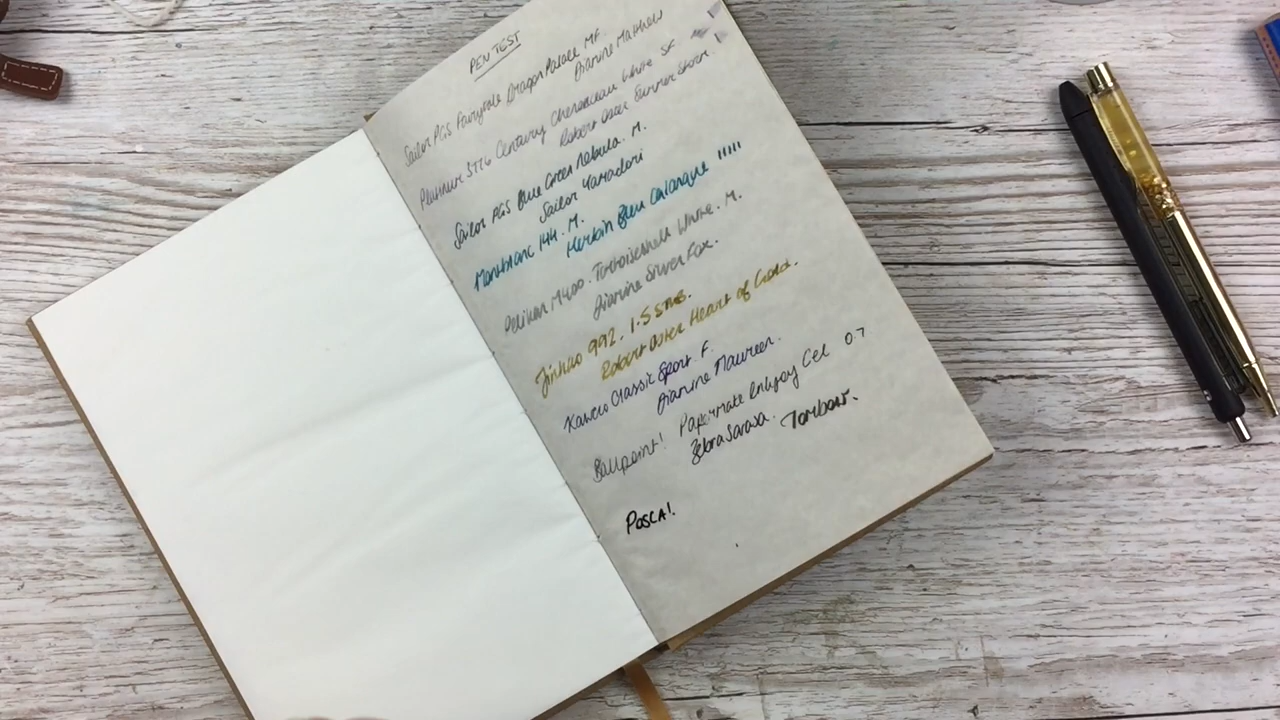 PEN TEST
Sailor PGS Fairytale Dragon Palace MF.
Diamine Matthew
Platinum 3776 Century Chenonceau White SF
Robert Oster Summer Storm
Sailor PGS Blue Green Nebula. M.
Sailor Yamadori
Montblanc 144. M.
Herbin Bleu Calanque
Pelikan M400. Tortoiseshell White. M.
Diamine Silver Fox.
Jinhao 992. 1.5 STUB.
Robert Oster Heart of Gold.
Kaweco Classic Sport. F.
Diamine Maureen.
Ballpoint! Papermate Inkjoy Gel 0.7
Zebra Sarasa. Tombow.
POSCA!.